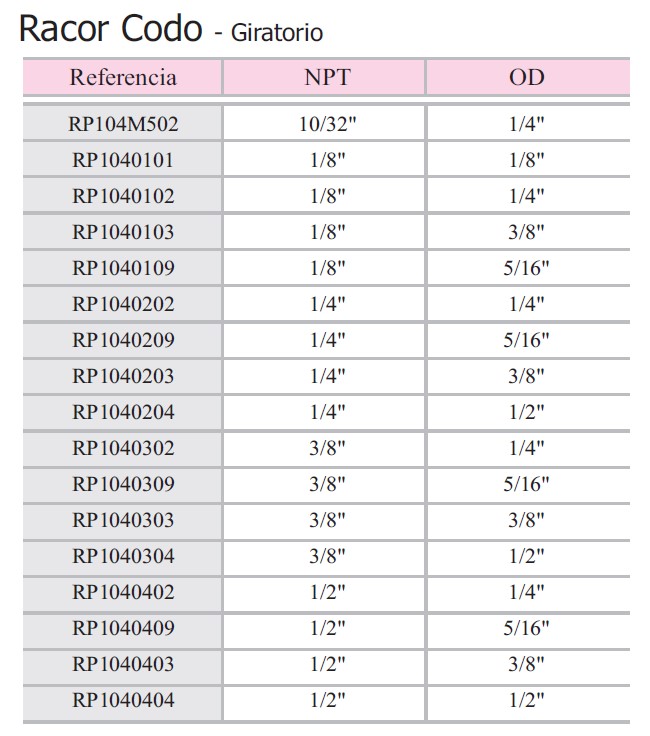 Racor Codo - Giratorio
Referencia NPT OD
RP104M502 10/32" 1/4"
RP1040101 1/8" 1/8"
RP1040102 1/8" 1/4"
RP1040103 1/8" 3/8"
RP1040109 1/8" 5/16"
RP1040202 1/4" 1/4"
RP1040209 1/4" 5/16"
RP1040203 1/4" 3/8"
RP1040204 1/4" 1/2"
RP1040302 3/8" 1/4"
RP1040309 3/8" 5/16"
RP1040303 3/8" 3/8"
RP1040304 3/8" 1/2"
RP1040402 1/2" 1/4"
RP1040409 1/2" 5/16"
RP1040403 1/2" 3/8"
RP1040404 1/2" 1/2"